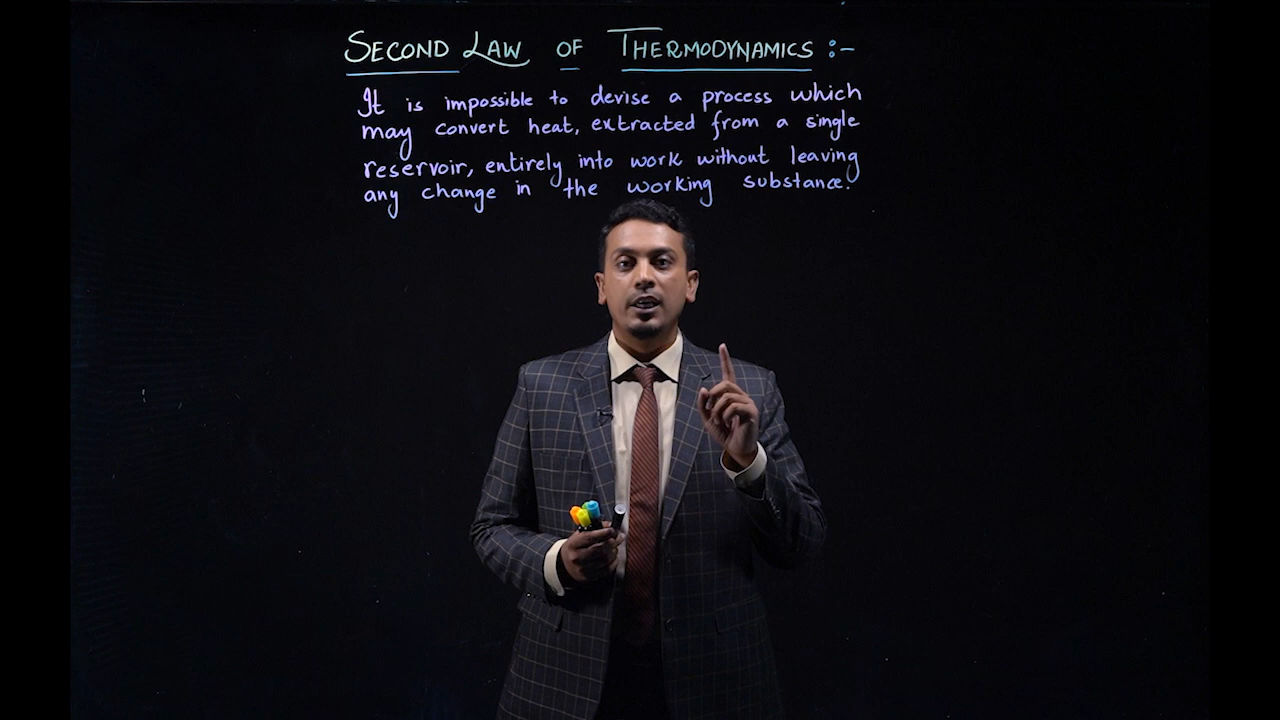 SECOND LAW OF THERMODYNAMICS :-
It is impossible to devise a process which
may convert heat, extracted from a single
reservoir, entirely into work without leaving
any change in the working substance.